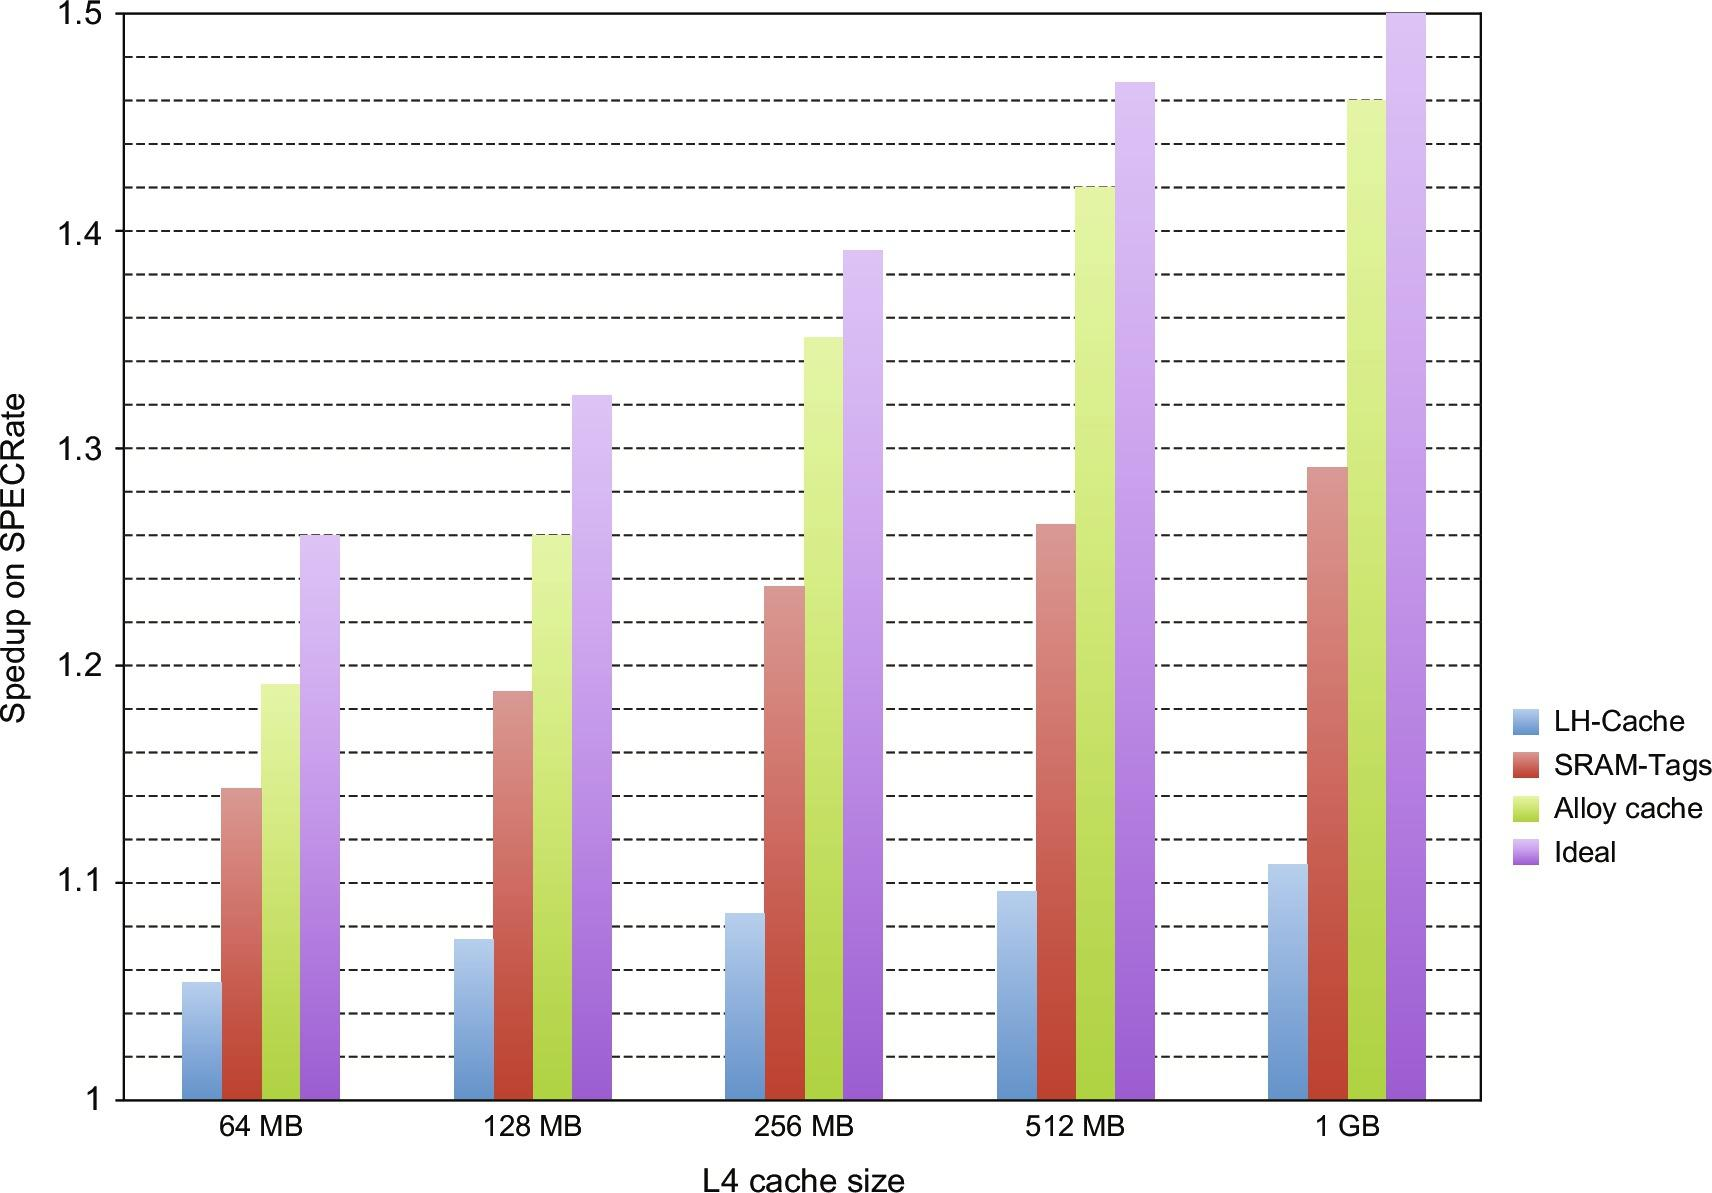 1.5
1.4
1.3
1.2
1.1
1
Spedup on SPECRate
64 MB
128 MB
256 MB
512 MB
1 GB
L4 cache size
LH-Cache
SRAM-Tags
Alloy cache
Ideal